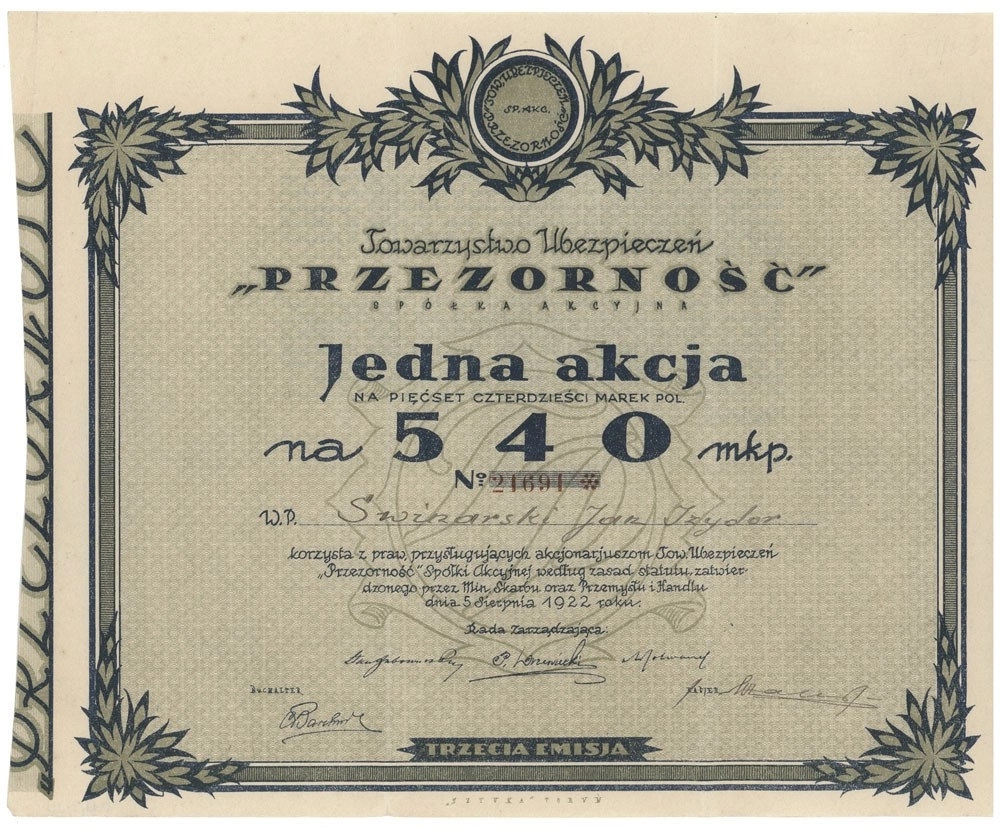 TOW. UBEZPIECZEŃ
SP. AKC.
PRZEZORNOŚĆ
Towarzystwo Ubezpieczeń
„PRZEZORNOŚĆ”
SPÓŁKA AKCYJNA
Jedna akcja
NA PIĘĆSET CZTERDZIEŚCI MAREK POL.
na 540 mkp.
No 21691 *
W.P. Swinarski Jan Izydor
korzysta z praw, przysługujących akcjonarjuszom Tow. Ubezpieczeń
„Przezorność” Spółki Akcyjnej według zasad statutu, zatwier-
dzonego przez Min. Skarbu oraz Przemysłu i Handlu
dnia 5 Sierpnia 1922 roku.
Rada Zarządzająca:
BUCHALTER
KASJER
TRZECIA EMISJA
PRZEZORNOŚĆ